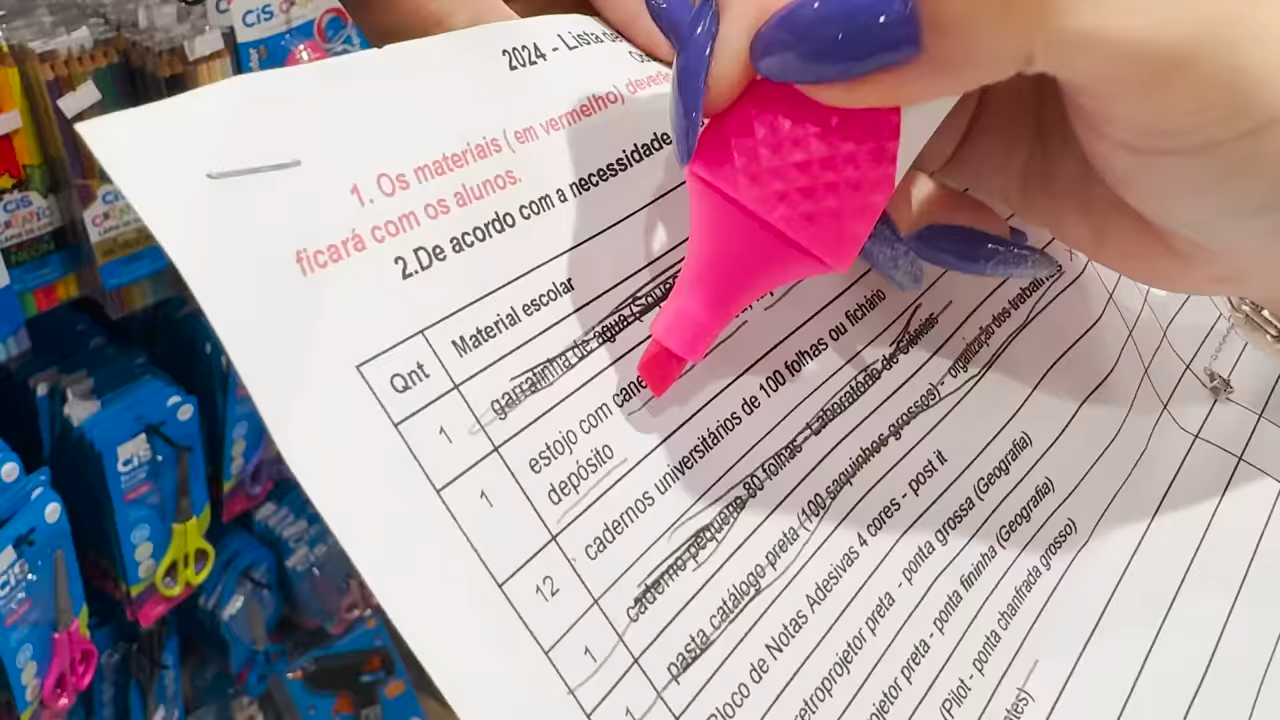 2024 - Lista de
1. Os materiais ( em vermelho) deverão
ficará com os alunos.
2.De acordo com a necessidade
Qnt
Material escolar
1
garrafinha de água
1
estojo com
depósito
12
cadernos universitários de 100 folhas ou fichário
1
caderno pequeno 80 folhas - Laboratório de Ciências
1
pasta catálogo preta (100 saquinhos grossos) - organização dos trabalhos
Bloco de Notas Adesivas 4 cores - post it
retroprojetor preta - ponta grossa (Geografia)
ojetor preta - ponta fininha (Geografia)
(Pilot - ponta chanfrada grosso)
Cis
Cis
Cis
Cis
Cis